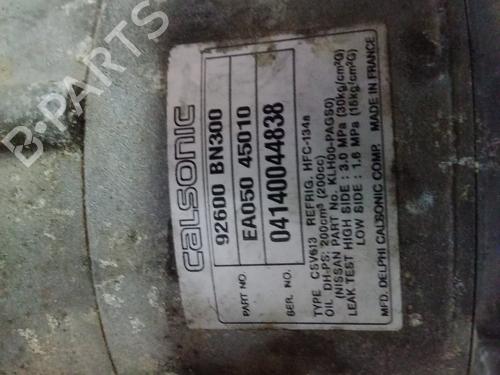 CALSONIC
92600 BN300
PART NO. EA050 45010
SER. NO. 04140044838
TYPE CSV613 REFRIG. HFC-134a
OIL DH-PS: 200cm³ (200cc)
(NISSAN PART No. KLH00-PAGS0)
LEAK TEST HIGH SIDE : 3.0 MPa (30kg/cm²G)
LOW SIDE : 1.6 MPa (16kg/cm²G)
MFD. DELPHI CALSONIC COMP. MADE IN FRANCE
B-PARTS